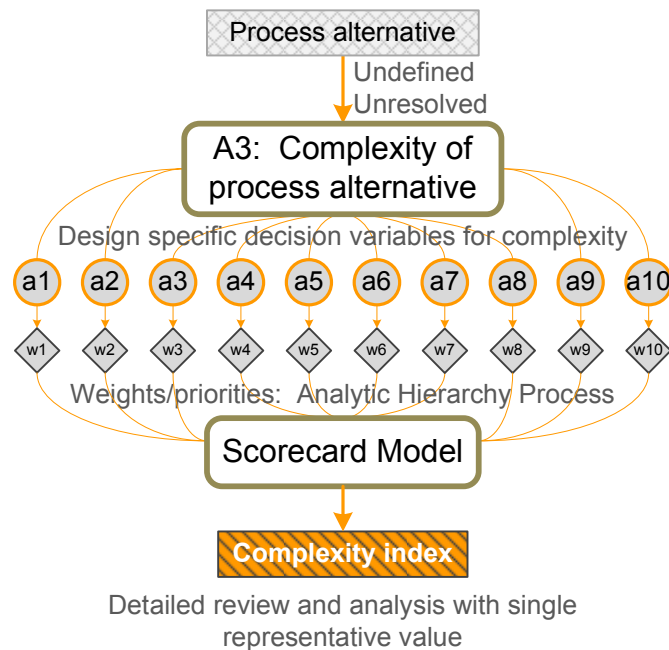 Process alternative
Undefined
Unresolved
A3:  Complexity of
process alternative
Design specific decision variables for complexity
a1 a2 a3 a4 a5 a6 a7 a8 a9 a10
w1 w2 w3 w4 w5 w6 w7 w8 w9 w10
Weights/priorities:  Analytic Hierarchy Process
Scorecard Model
Complexity index
Detailed review and analysis with single
representative value